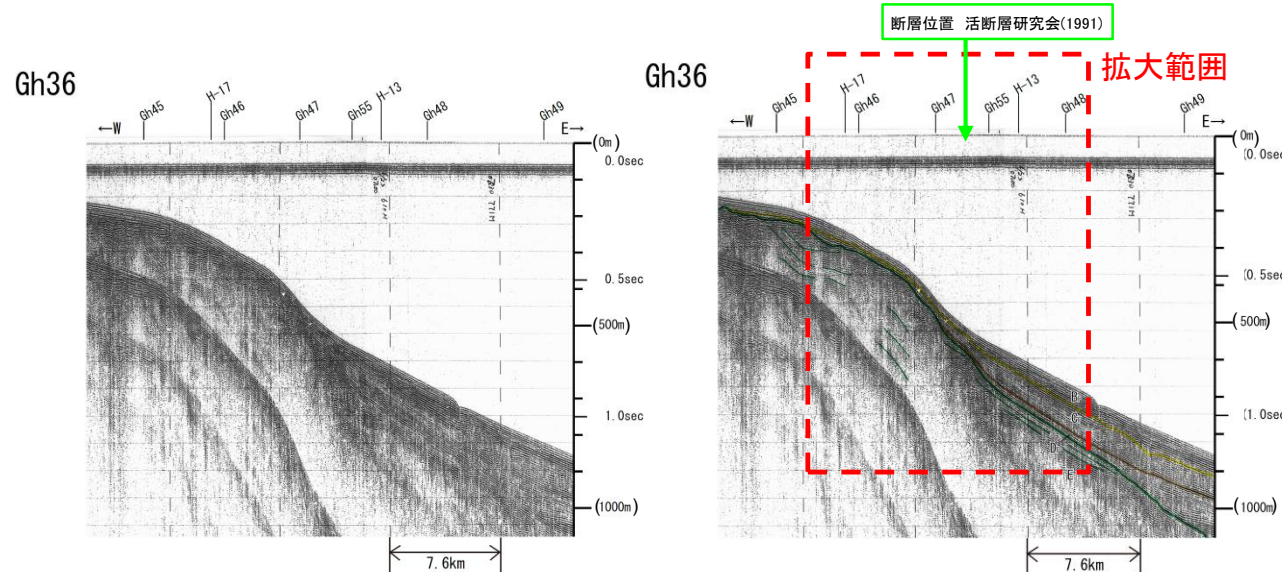 断層位置 活断層研究会(1991)
拡大範囲
Gh36
Gh45
H-17
Gh46
Gh47
Gh55
H-13
Gh48
Gh49
←W
E→
(0m)
0.0sec
0.5sec
(500m)
1.0sec
(1000m)
7.6km
Gh36
Gh45
H-17
Gh46
Gh47
Gh55
H-13
Gh48
Gh49
←W
E→
(0m)
0.0sec
0.5sec
(500m)
B
C
1.0sec
D
E
(1000m)
7.6km